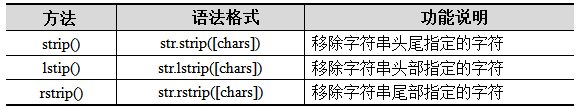 方法 语法格式 功能说明
strip() str.strip([chars]) 移除字符串头尾指定的字符
lstip() str.lstrip([chars]) 移除字符串头部指定的字符
rstrip() str.rstrip([chars]) 移除字符串尾部指定的字符